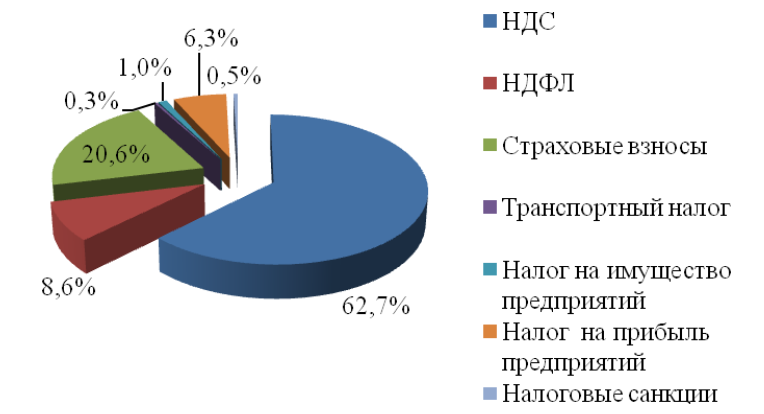 6,3%
1,0%
0,5%
0,3%
20,6%
8,6%
62,7%
НДС
НДФЛ
Страховые взносы
Транспортный налог
Налог на имущество
предприятий
Налог на прибыль
предприятий
Налоговые санкции